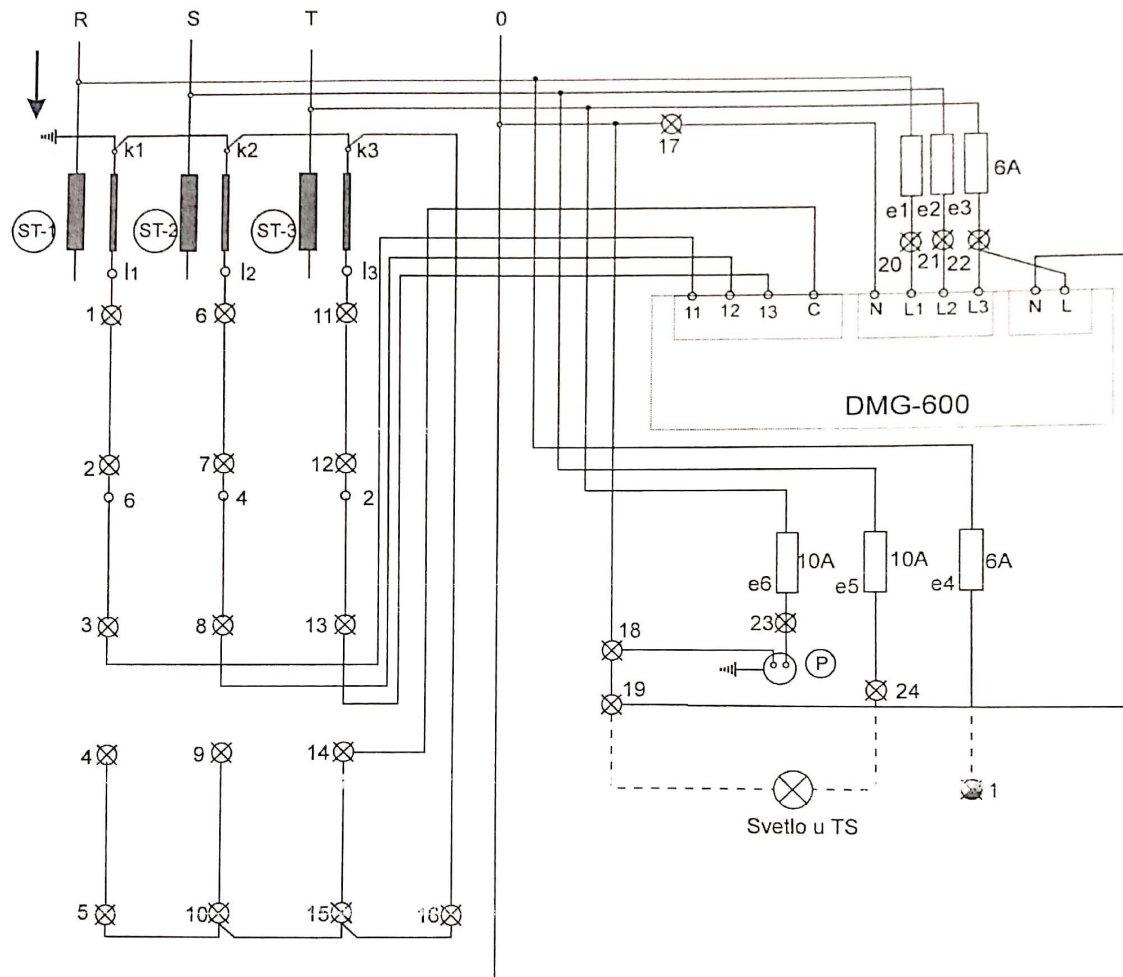 R S T 0
k1 k2 k3 17
6A
ST-1 ST-2 ST-3
e1 e2 e3
l1 l2 l3
20 21 22
1 6 11
11 12 13 C N L1 L2 L3 N L
DMG-600
2 7 12
6 4 2
10A 10A 6A
e6 e5 e4
3 8 13 18 23
P
19 24
4 9 14
1
Svetlo u TS
5 10 15 16